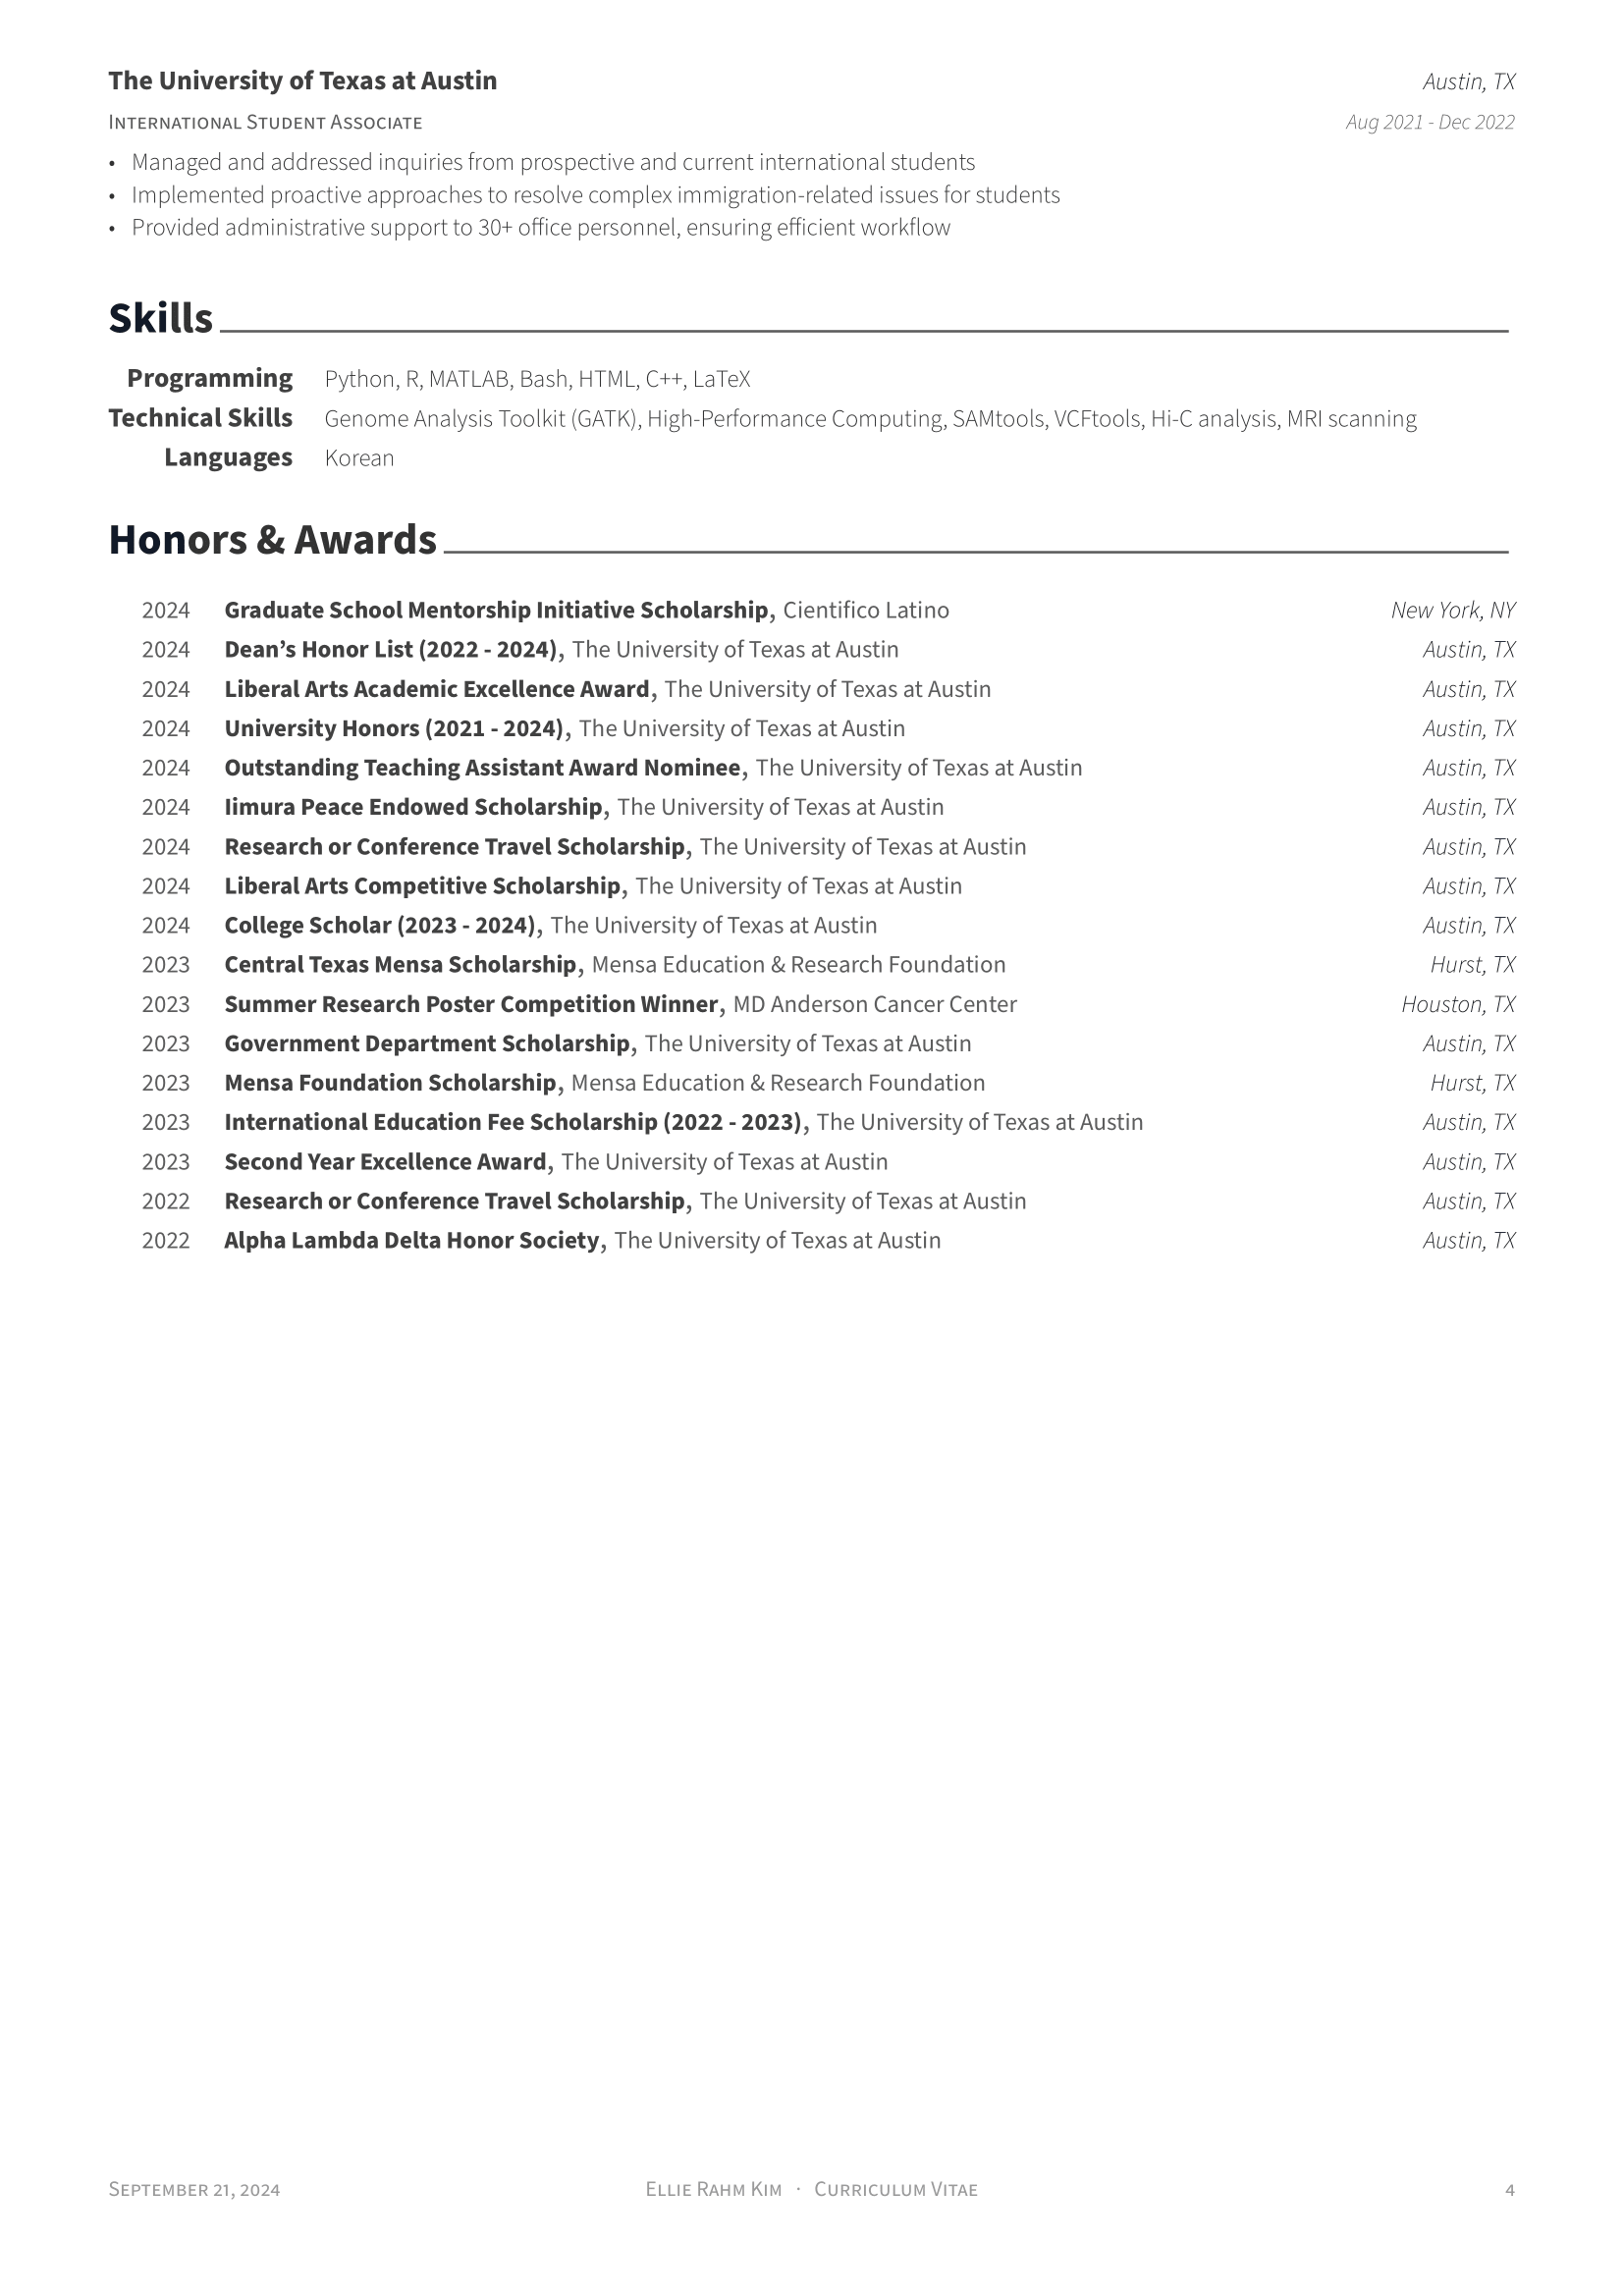 The University of Texas at Austin Austin, TX
International Student Associate Aug 2021 - Dec 2022
• Managed and addressed inquiries from prospective and current international students
• Implemented proactive approaches to resolve complex immigration-related issues for students
• Provided administrative support to 30+ office personnel, ensuring efficient workflow
Skills
Programming Python, R, MATLAB, Bash, HTML, C++, LaTeX
Technical Skills Genome Analysis Toolkit (GATK), High-Performance Computing, SAMtools, VCFtools, Hi-C analysis, MRI scanning
Languages Korean
Honors & Awards
2024 Graduate School Mentorship Initiative Scholarship, Cientifico Latino New York, NY
2024 Dean’s Honor List (2022 - 2024), The University of Texas at Austin Austin, TX
2024 Liberal Arts Academic Excellence Award, The University of Texas at Austin Austin, TX
2024 University Honors (2021 - 2024), The University of Texas at Austin Austin, TX
2024 Outstanding Teaching Assistant Award Nominee, The University of Texas at Austin Austin, TX
2024 Iimura Peace Endowed Scholarship, The University of Texas at Austin Austin, TX
2024 Research or Conference Travel Scholarship, The University of Texas at Austin Austin, TX
2024 Liberal Arts Competitive Scholarship, The University of Texas at Austin Austin, TX
2024 College Scholar (2023 - 2024), The University of Texas at Austin Austin, TX
2023 Central Texas Mensa Scholarship, Mensa Education & Research Foundation Hurst, TX
2023 Summer Research Poster Competition Winner, MD Anderson Cancer Center Houston, TX
2023 Government Department Scholarship, The University of Texas at Austin Austin, TX
2023 Mensa Foundation Scholarship, Mensa Education & Research Foundation Hurst, TX
2023 International Education Fee Scholarship (2022 - 2023), The University of Texas at Austin Austin, TX
2023 Second Year Excellence Award, The University of Texas at Austin Austin, TX
2022 Research or Conference Travel Scholarship, The University of Texas at Austin Austin, TX
2022 Alpha Lambda Delta Honor Society, The University of Texas at Austin Austin, TX
September 21, 2024 Ellie Rahm Kim · Curriculum Vitae 4